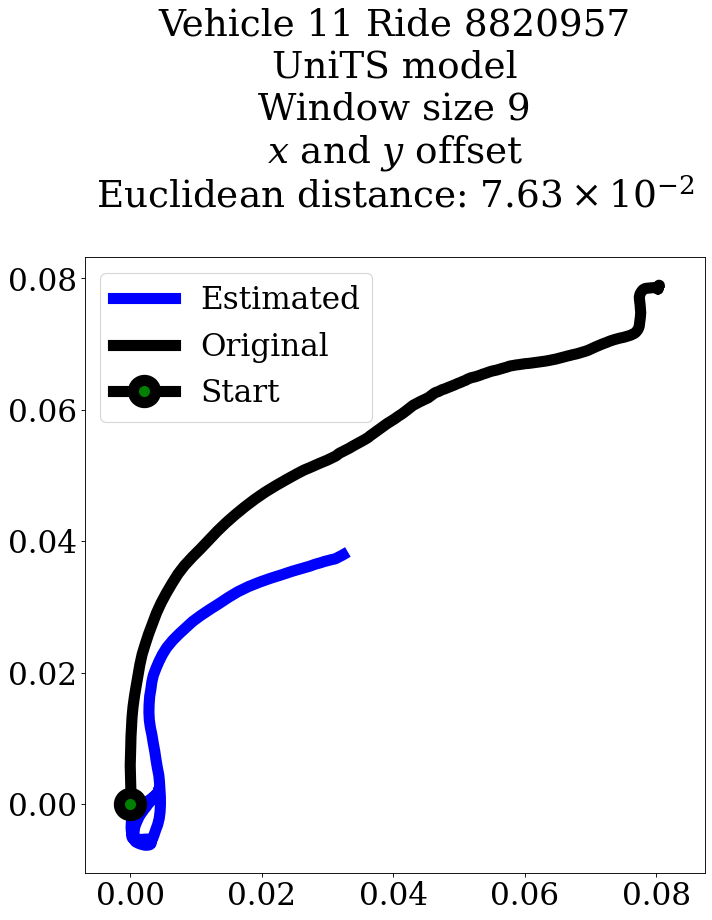 Vehicle 11 Ride 8820957
UniTS model
Window size 9
x and y offset
Euclidean distance: 7.63 × 10⁻²
Estimated
Original
Start
0.08
0.06
0.04
0.02
0.00
0.00 0.02 0.04 0.06 0.08